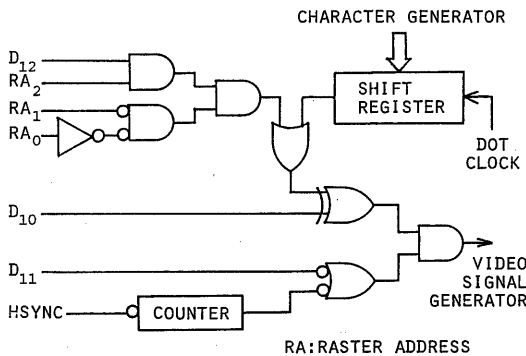 CHARACTER GENERATOR
D12
RA2
RA1
RA0
SHIFT
REGISTER
DOT
CLOCK
D10
D11
HSYNC
COUNTER
VIDEO
SIGNAL
GENERATOR
RA:RASTER ADDRESS